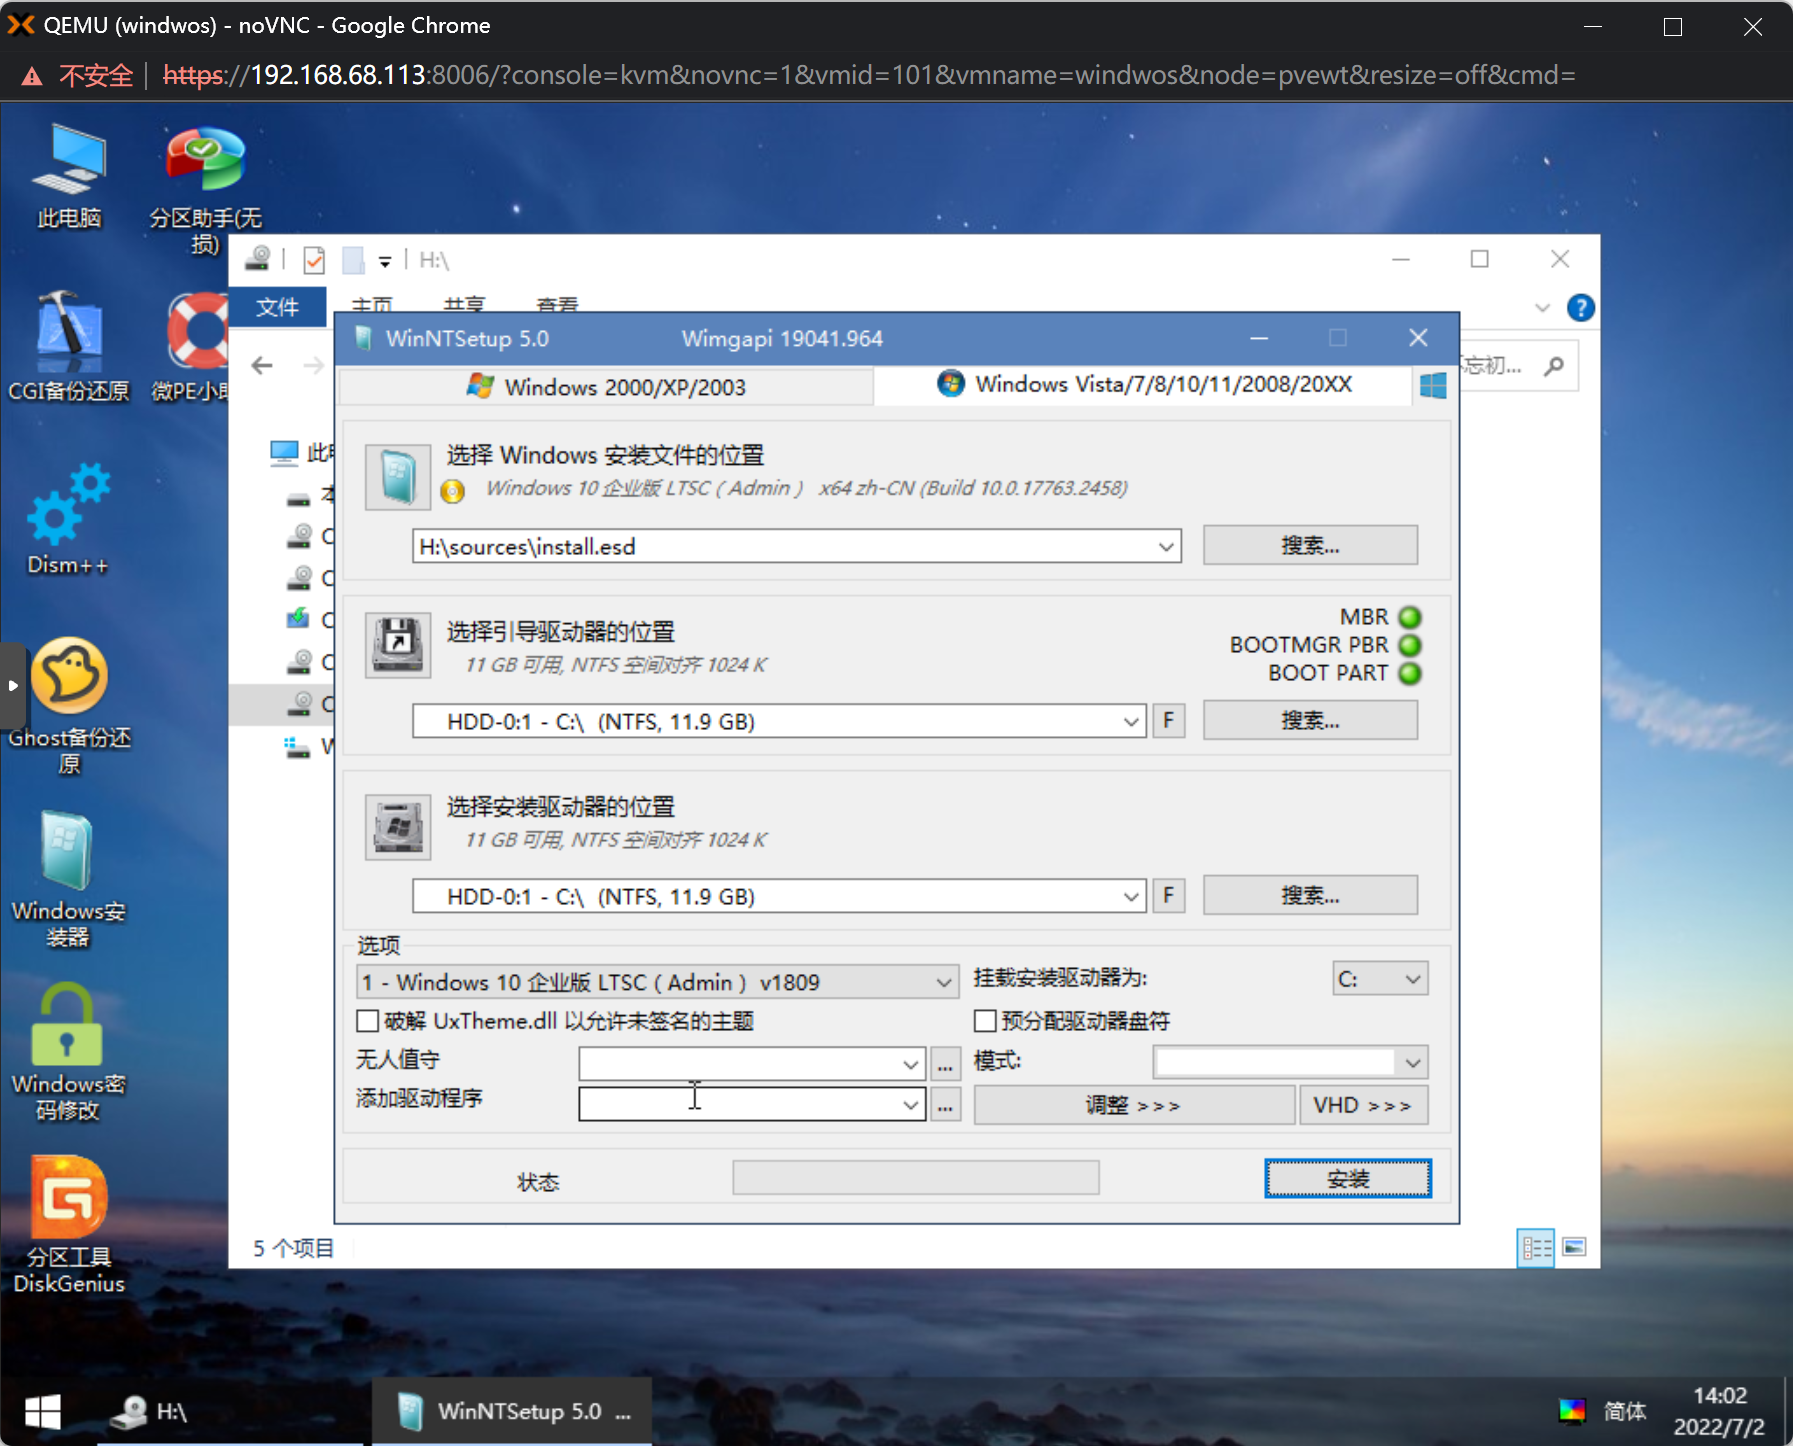 QEMU (windwos) - noVNC - Google Chrome
不安全 | https://192.168.68.113:8006/?console=kvm&novnc=1&vmid=101&vmname=windwos&node=pvewt&resize=off&cmd=
此电脑
分区助手(无损)
CGI备份还原
微PE小
Dism++
Ghost备份还原
Windows安装器
Windows密码修改
分区工具
DiskGenius
H:\
文件 主页 共享 查看
忘初...
此
C
C
C
C
C
W
WinNTSetup 5.0 Wimgapi 19041.964
Windows 2000/XP/2003
Windows Vista/7/8/10/11/2008/20XX
选择 Windows 安装文件的位置
Windows 10 企业版 LTSC ( Admin ) x64 zh-CN (Build 10.0.17763.2458)
H:\sources\install.esd 搜索...
选择引导驱动器的位置
11 GB 可用, NTFS 空间对齐 1024 K
MBR
BOOTMGR PBR
BOOT PART
HDD-0:1 - C:\ (NTFS, 11.9 GB) F 搜索...
选择安装驱动器的位置
11 GB 可用, NTFS 空间对齐 1024 K
HDD-0:1 - C:\ (NTFS, 11.9 GB) F 搜索...
选项
1 - Windows 10 企业版 LTSC ( Admin ) v1809 挂载安装驱动器为: C:
破解 UxTheme.dll 以允许未签名的主题 预分配驱动器盘符
无人值守 ... 模式:
添加驱动程序 ... 调整 >>> VHD >>>
状态 安装
5 个项目
H:\
WinNTSetup 5.0 ...
简体
14:02
2022/7/2